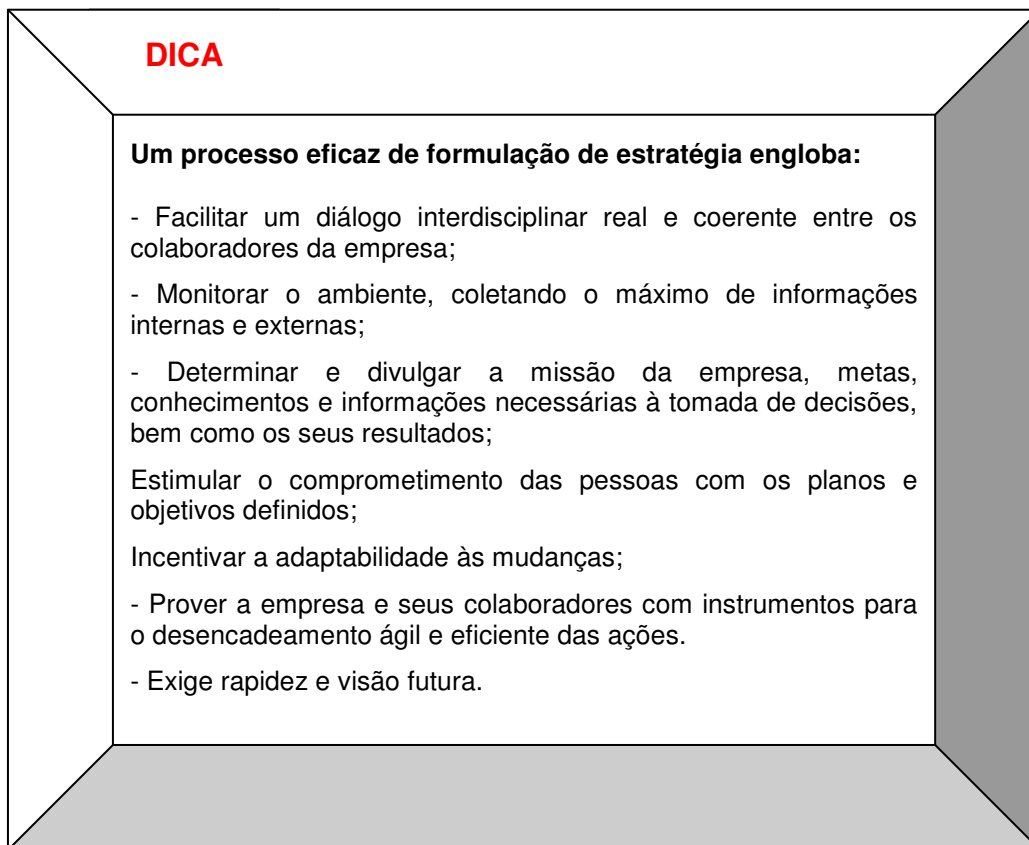 DICA
Um processo eficaz de formulação de estratégia engloba:
- Facilitar um diálogo interdisciplinar real e coerente entre os
colaboradores da empresa;
- Monitorar o ambiente, coletando o máximo de informações
internas e externas;
- Determinar e divulgar a missão da empresa, metas,
conhecimentos e informações necessárias à tomada de decisões,
bem como os seus resultados;
Estimular o comprometimento das pessoas com os planos e
objetivos definidos;
Incentivar a adaptabilidade às mudanças;
- Prover a empresa e seus colaboradores com instrumentos para
o desencadeamento ágil e eficiente das ações.
- Exige rapidez e visão futura.